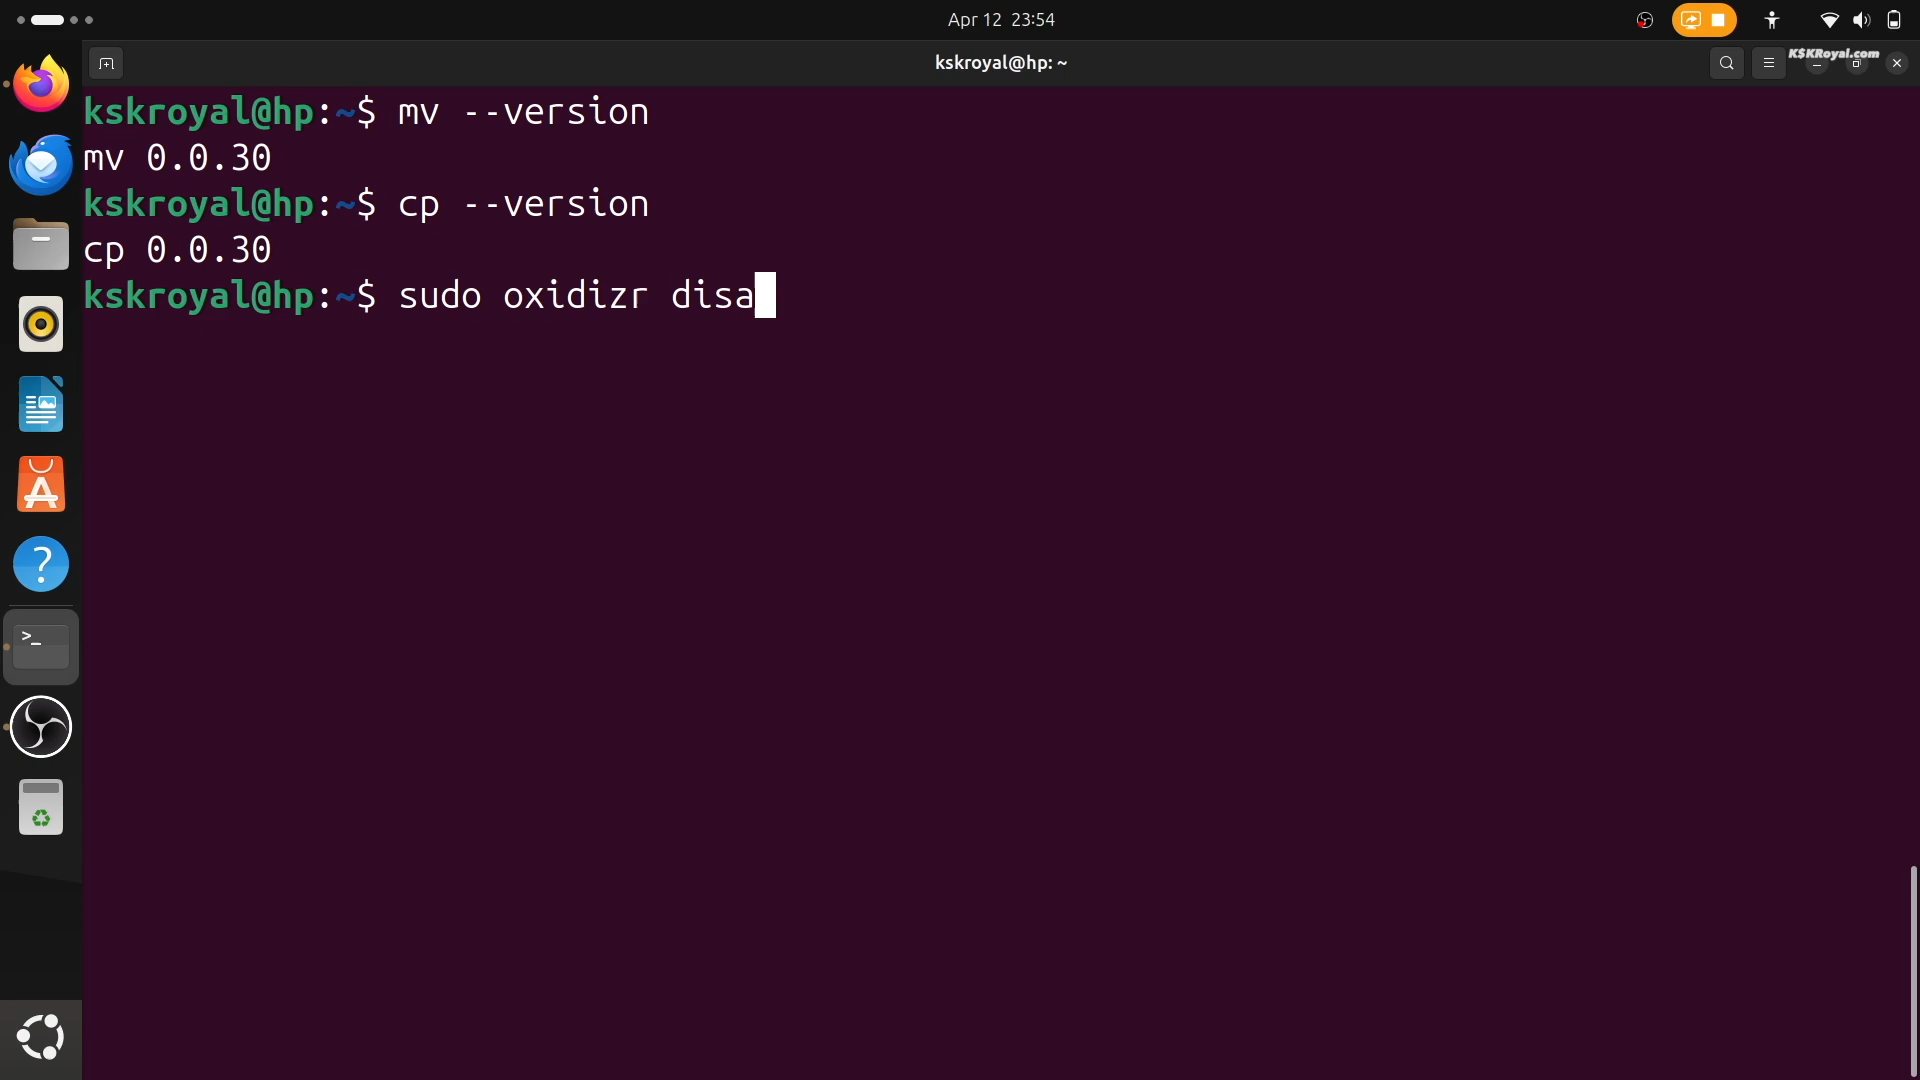 Apr 12 23:54
kskroyal@hp: ~
K$KRoyal.com
kskroyal@hp:~$ mv --version
mv 0.0.30
kskroyal@hp:~$ cp --version
cp 0.0.30
kskroyal@hp:~$ sudo oxidizr disa